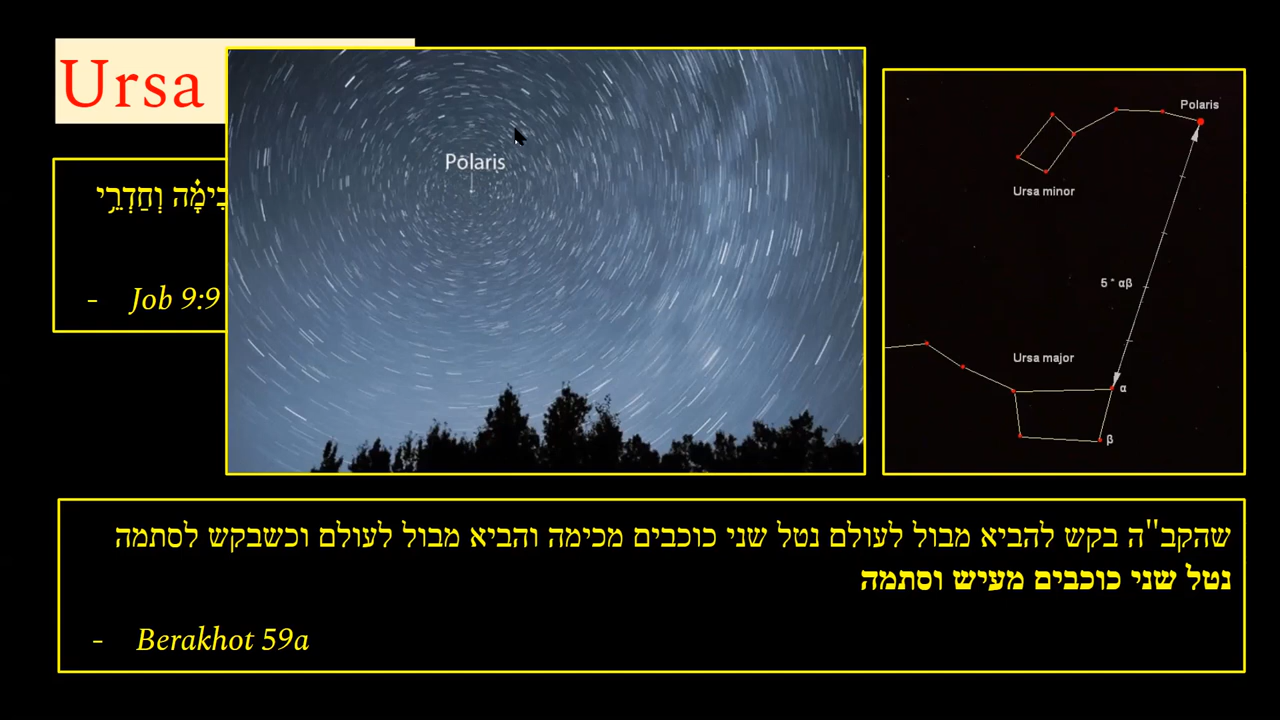 Ursa
כִימָ֗ה וְחַדְרֵ֥י
- Job 9:9
Polaris
Polaris
Ursa minor
5 * αβ
Ursa major
α
β
שהקב"ה בקש להביא מבול לעולם נטל שני כוכבים מכימה והביא מבול לעולם וכשבקש לסתמה
נטל שני כוכבים מעיש וסתמה
- Berakhot 59a